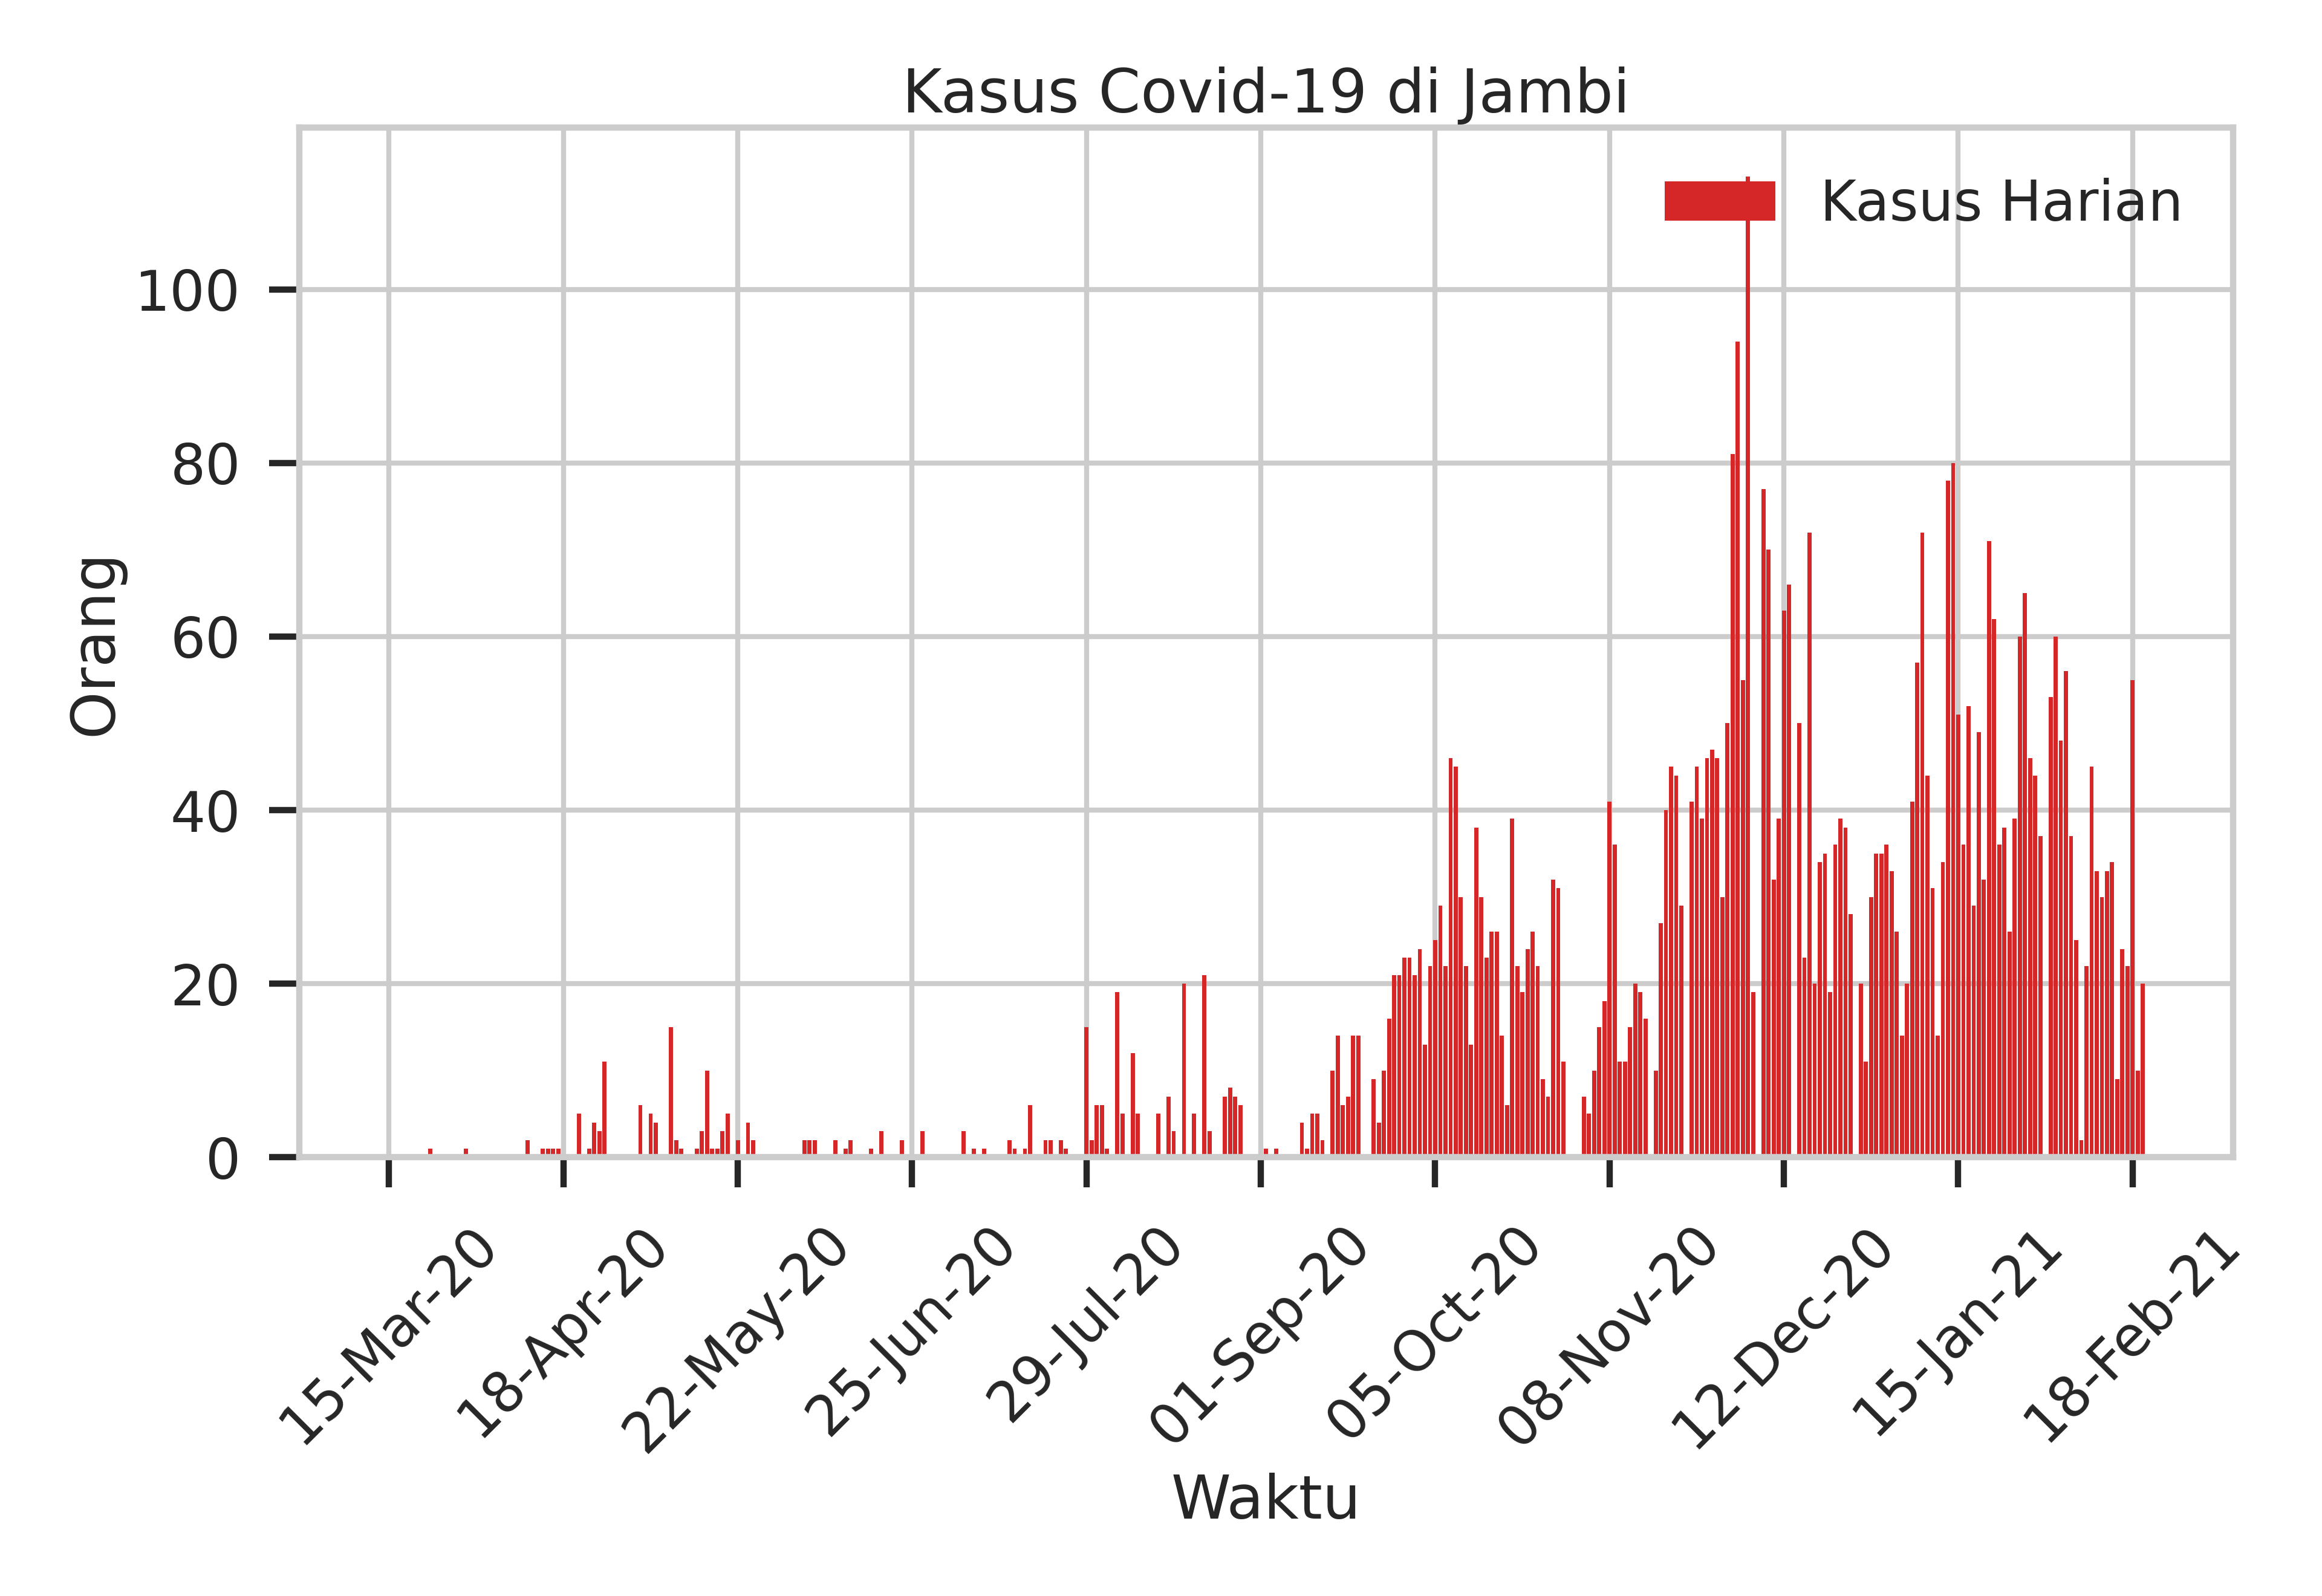 Kasus Covid-19 di Jambi
Kasus Harian
Orang
100
80
60
40
20
0
15-Mar-20
18-Apr-20
22-May-20
25-Jun-20
29-Jul-20
01-Sep-20
05-Oct-20
08-Nov-20
12-Dec-20
15-Jan-21
18-Feb-21
Waktu